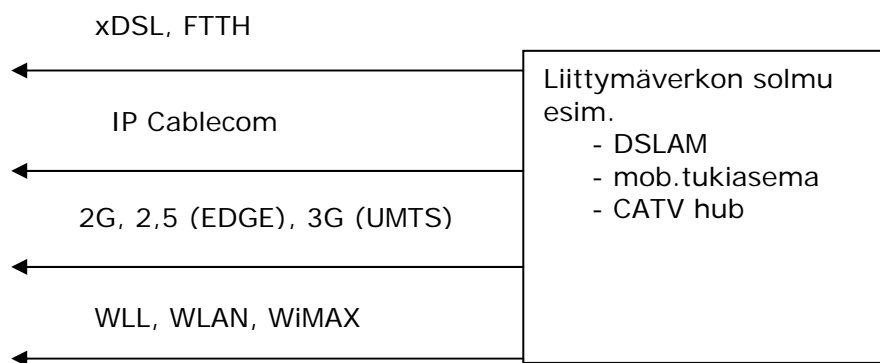 xDSL, FTTH
Liittymäverkon solmu
esim.
- DSLAM
- mob.tukiasema
- CATV hub
IP Cablecom
2G, 2,5 (EDGE), 3G (UMTS)
WLL, WLAN, WiMAX